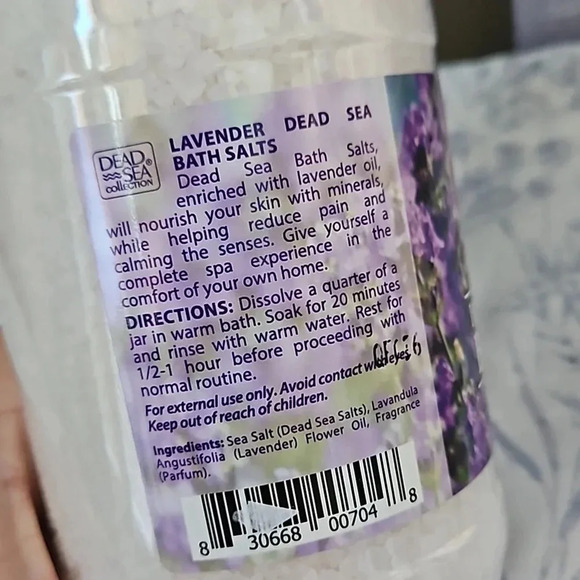 DEAD
SEA
COLLECTION®
LAVENDER DEAD SEA
BATH SALTS
Dead Sea Bath Salts,
enriched with lavender oil,
will nourish your skin with minerals,
while helping reduce pain and
calming the senses. Give yourself a
complete spa experience in the
comfort of your own home.
DIRECTIONS: Dissolve a quarter of a
jar in warm bath. Soak for 20 minutes
and rinse with warm water. Rest for
1/2-1 hour before proceeding with
normal routine.
For external use only. Avoid contact with eyes
Keep out of reach of children.
Ingredients: Sea Salt (Dead Sea Salts), Lavandula
Angustifolia (Lavender) Flower Oil, Fragrance
(Parfum).
8 30668 00704 8